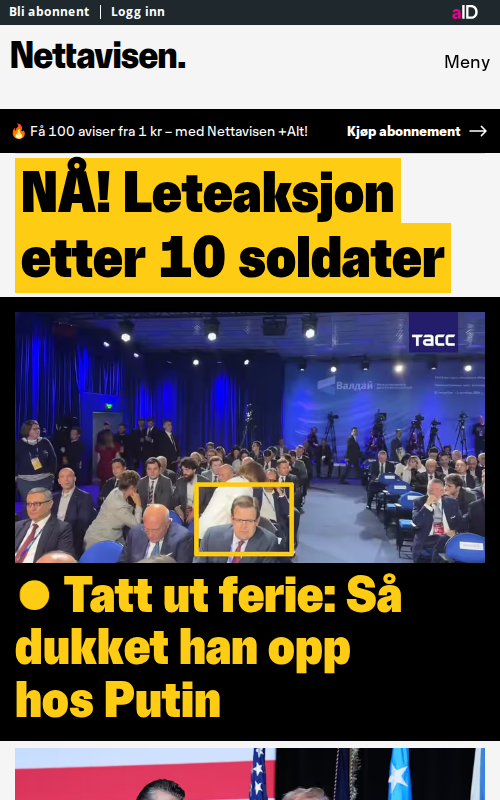 Bli abonnent | Logg inn
aID
Nettavisen.
Meny
🔥 Få 100 aviser fra 1 kr – med Nettavisen +Alt!
Kjøp abonnement →
NÅ! Leteaksjon
etter 10 soldater
ТАСС
Валдай
● Tatt ut ferie: Så
dukket han opp
hos Putin